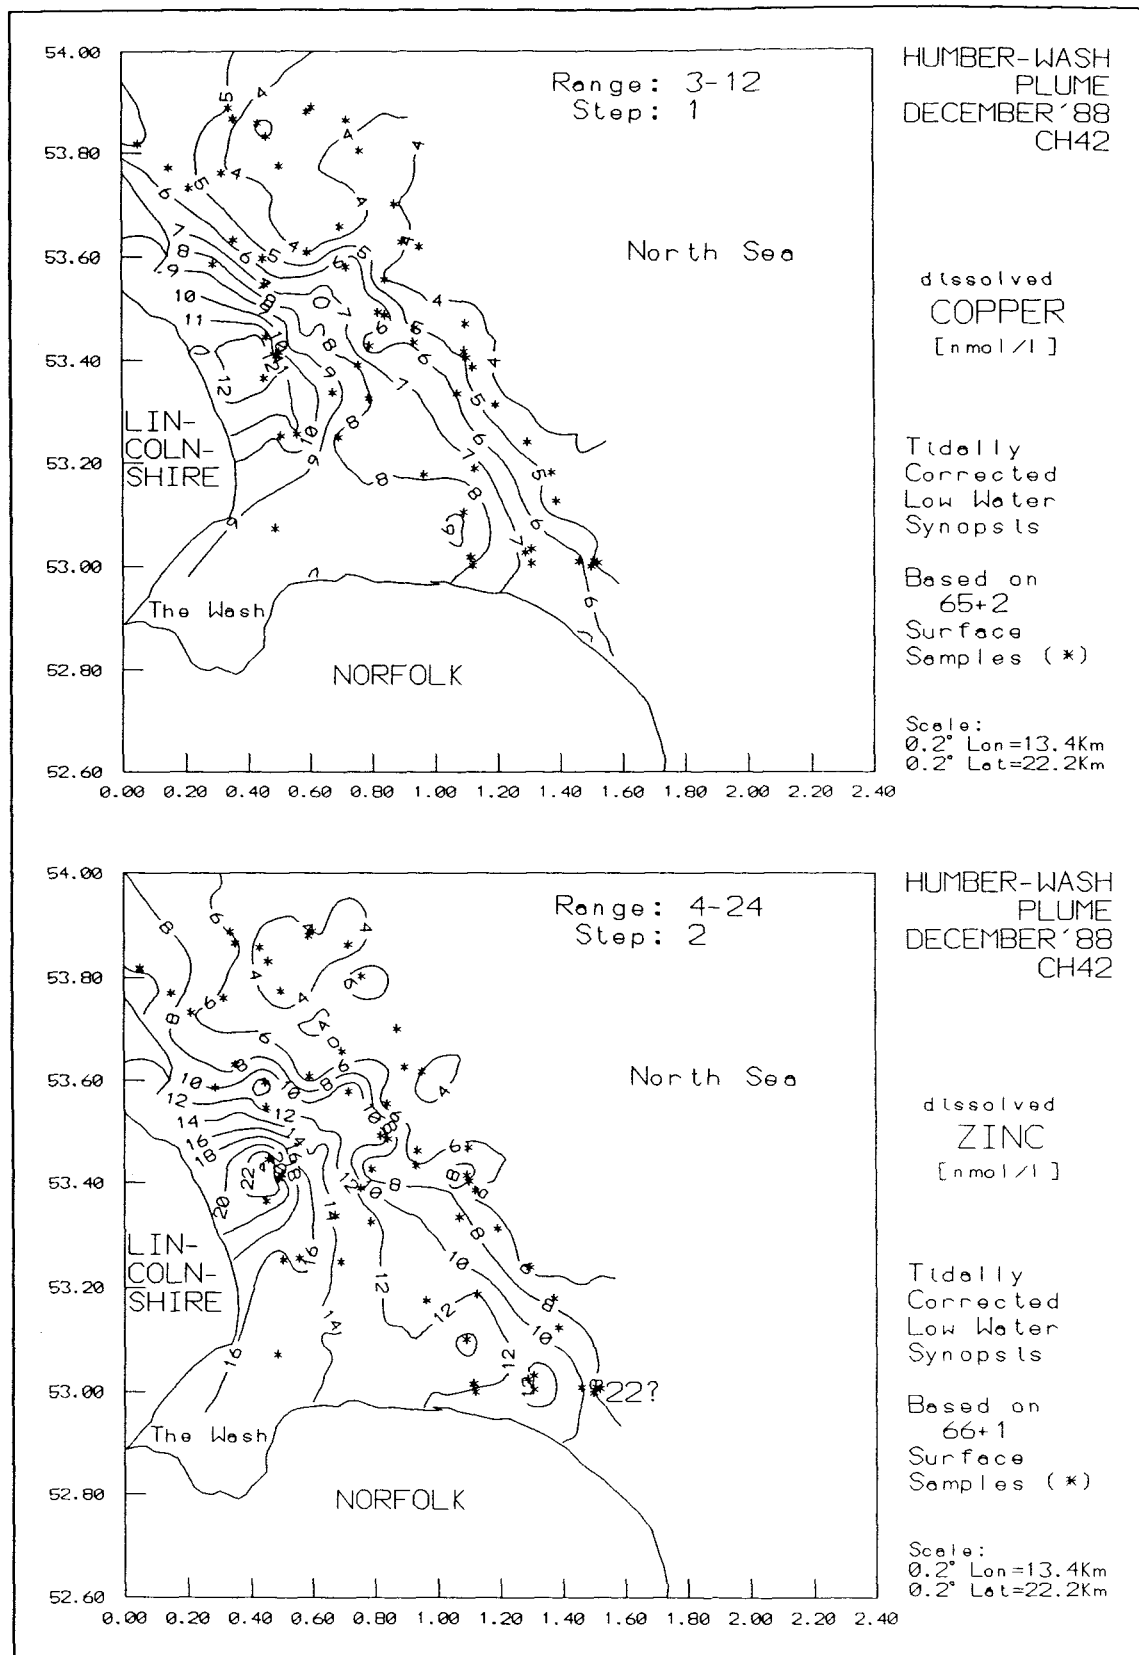 Range: 3-12
Step: 1
HUMBER-WASH
PLUME
DECEMBER'88
CH42
North Sea
dissolved
COPPER
[nmol/l]
LIN-
COLN-
SHIRE
The Wash
NORFOLK
Tidally
Corrected
Low Water
Synopsis
Based on
65+2
Surface
Samples (*)
Scale:
0.2° Lon=13.4Km
0.2° Lat=22.2Km
54.00
53.80
53.60
53.40
53.20
53.00
52.80
52.60
0.00 0.20 0.40 0.60 0.80 1.00 1.20 1.40 1.60 1.80 2.00 2.20 2.40
Range: 4-24
Step: 2
HUMBER-WASH
PLUME
DECEMBER'88
CH42
North Sea
dissolved
ZINC
[nmol/l]
LIN-
COLN-
SHIRE
The Wash
NORFOLK
22?
Tidally
Corrected
Low Water
Synopsis
Based on
66+1
Surface
Samples (*)
Scale:
0.2° Lon=13.4Km
0.2° Lat=22.2Km
54.00
53.80
53.60
53.40
53.20
53.00
52.80
52.60
0.00 0.20 0.40 0.60 0.80 1.00 1.20 1.40 1.60 1.80 2.00 2.20 2.40